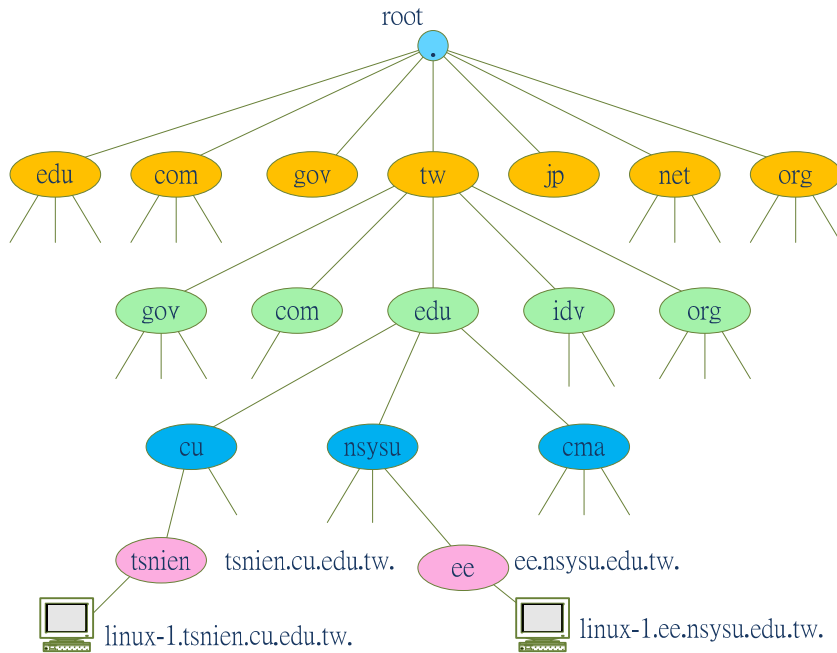 root
.
edu com gov tw jp net org
gov com edu idv org
cu nsysu cma
tsnien tsnien.cu.edu.tw. ee ee.nsysu.edu.tw.
linux-1.tsnien.cu.edu.tw. linux-1.ee.nsysu.edu.tw.